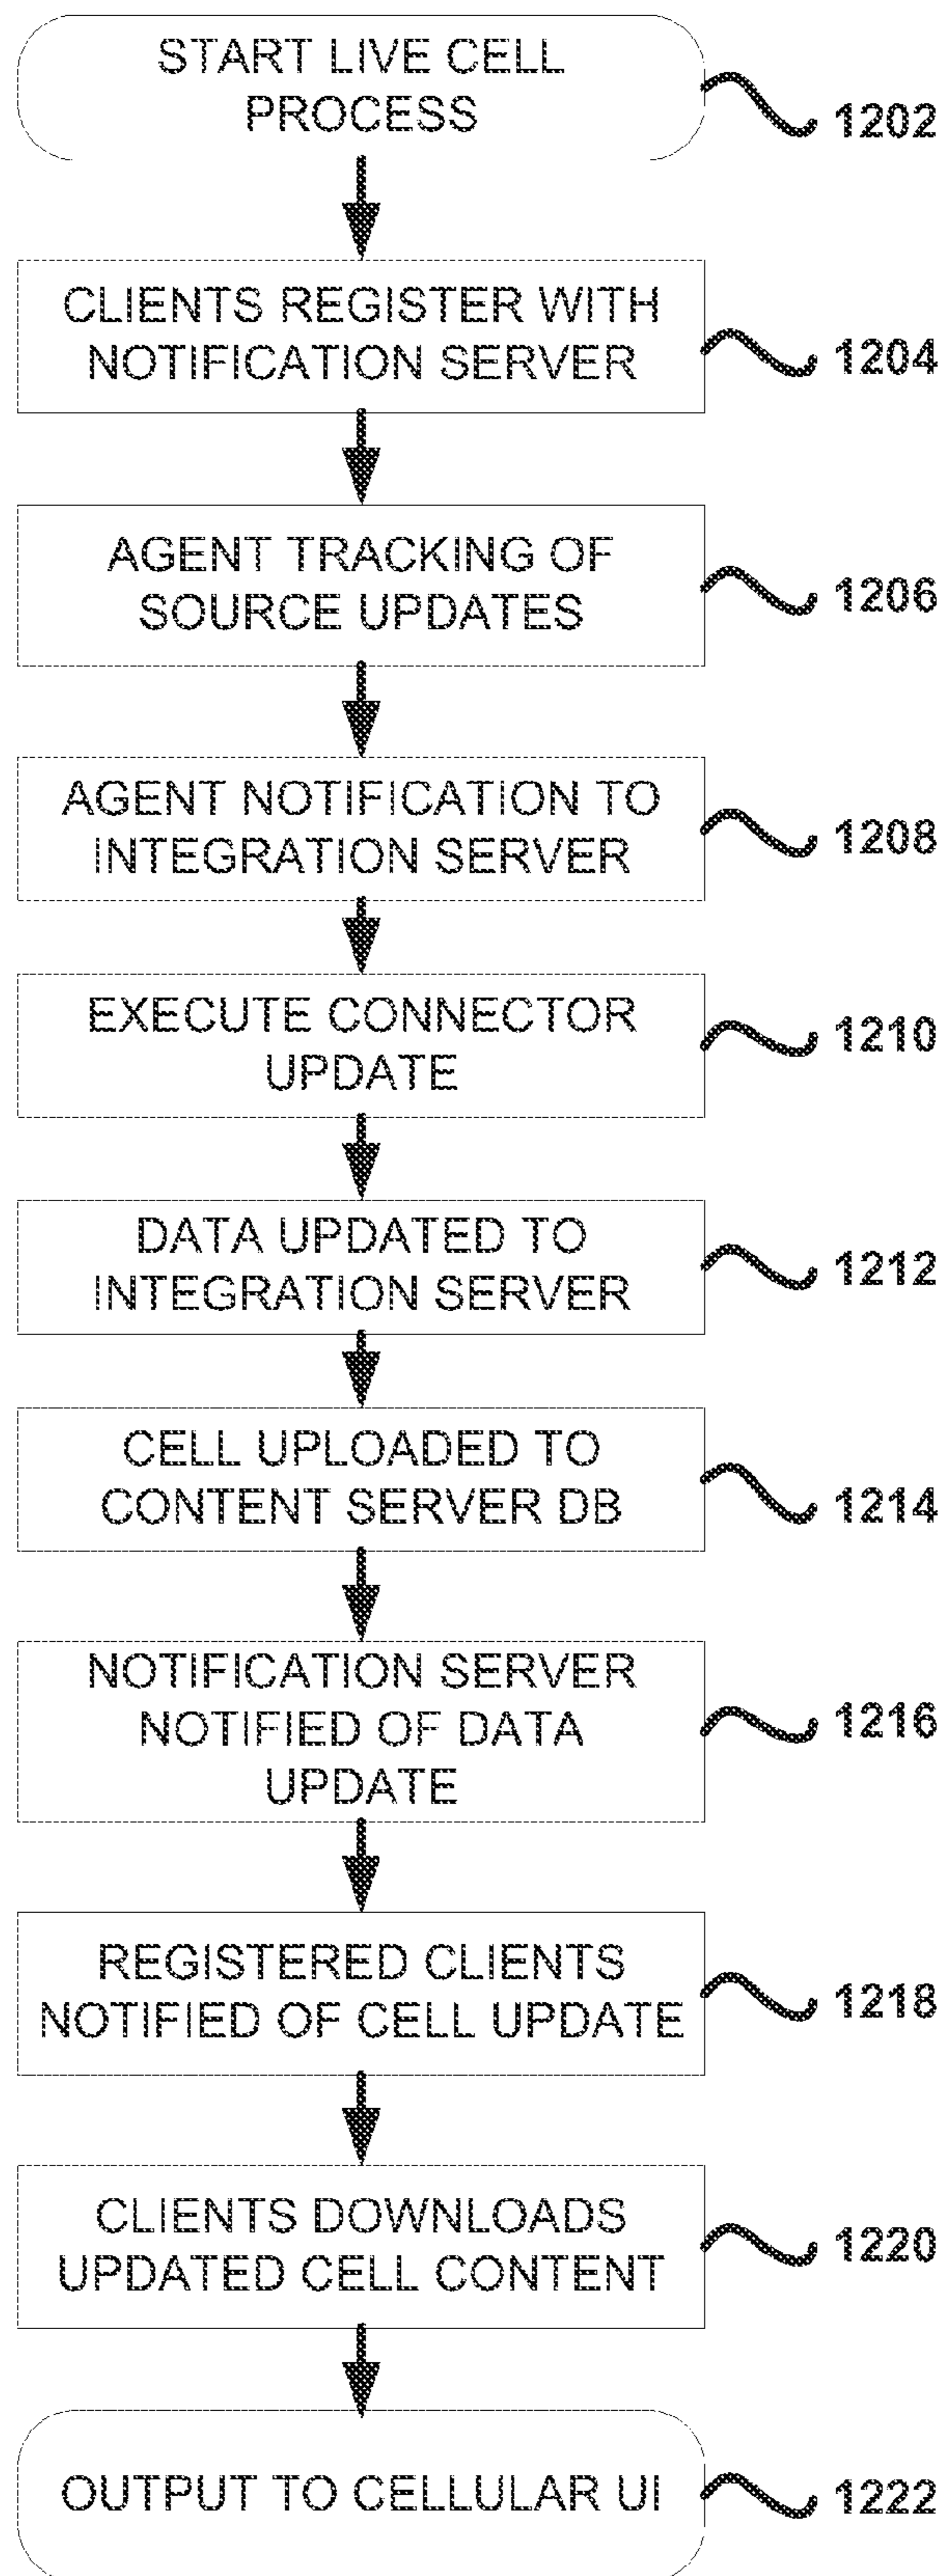 START LIVE CELL
PROCESS
1202
CLIENTS REGISTER WITH
NOTIFICATION SERVER
1204
AGENT TRACKING OF
SOURCE UPDATES
1206
AGENT NOTIFICATION TO
INTEGRATION SERVER
1208
EXECUTE CONNECTOR
UPDATE
1210
DATA UPDATED TO
INTEGRATION SERVER
1212
CELL UPLOADED TO
CONTENT SERVER DB
1214
NOTIFICATION SERVER
NOTIFIED OF DATA
UPDATE
1216
REGISTERED CLIENTS
NOTIFIED OF CELL UPDATE
1218
CLIENTS DOWNLOADS
UPDATED CELL CONTENT
1220
OUTPUT TO CELLULAR UI
1222